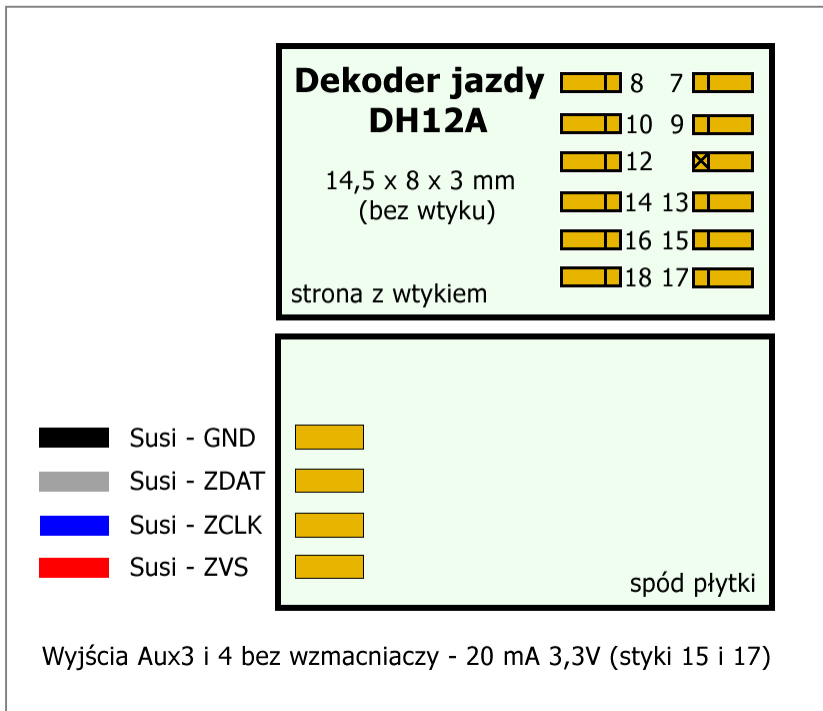 Dekoder jazdy
DH12A
14,5 x 8 x 3 mm
(bez wtyku)
strona z wtykiem
8 7
10 9
12
14 13
16 15
18 17
Susi - GND
Susi - ZDAT
Susi - ZCLK
Susi - ZVS
spód płytki
Wyjścia Aux3 i 4 bez wzmacniaczy - 20 mA 3,3V (styki 15 i 17)